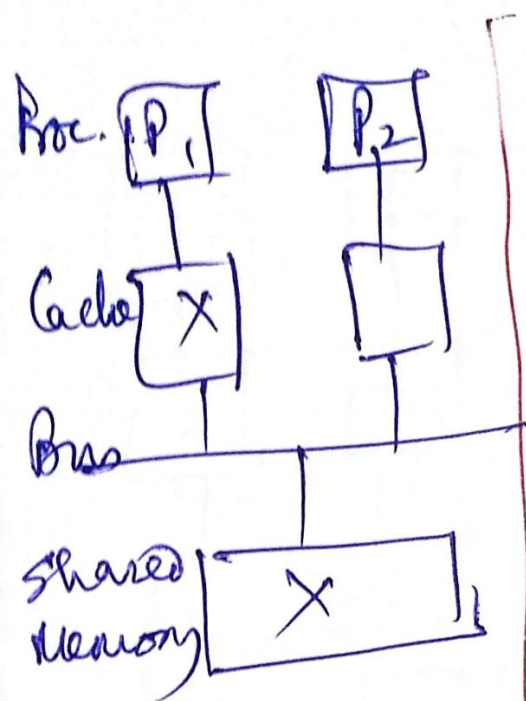 Proc. P1 P2
Cache X
Bus
Shared
Memory X